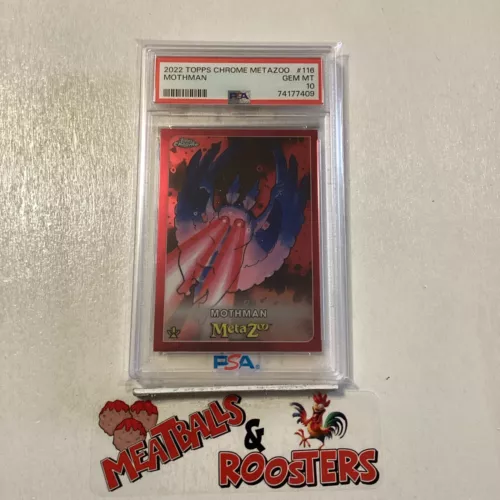 2022 TOPPS CHROME METAZOO #116
MOTHMAN GEM MT
10
PSA 74177409
MOTHMAN
MetaZoo
PSA
MEATBALLS
&
ROOSTERS